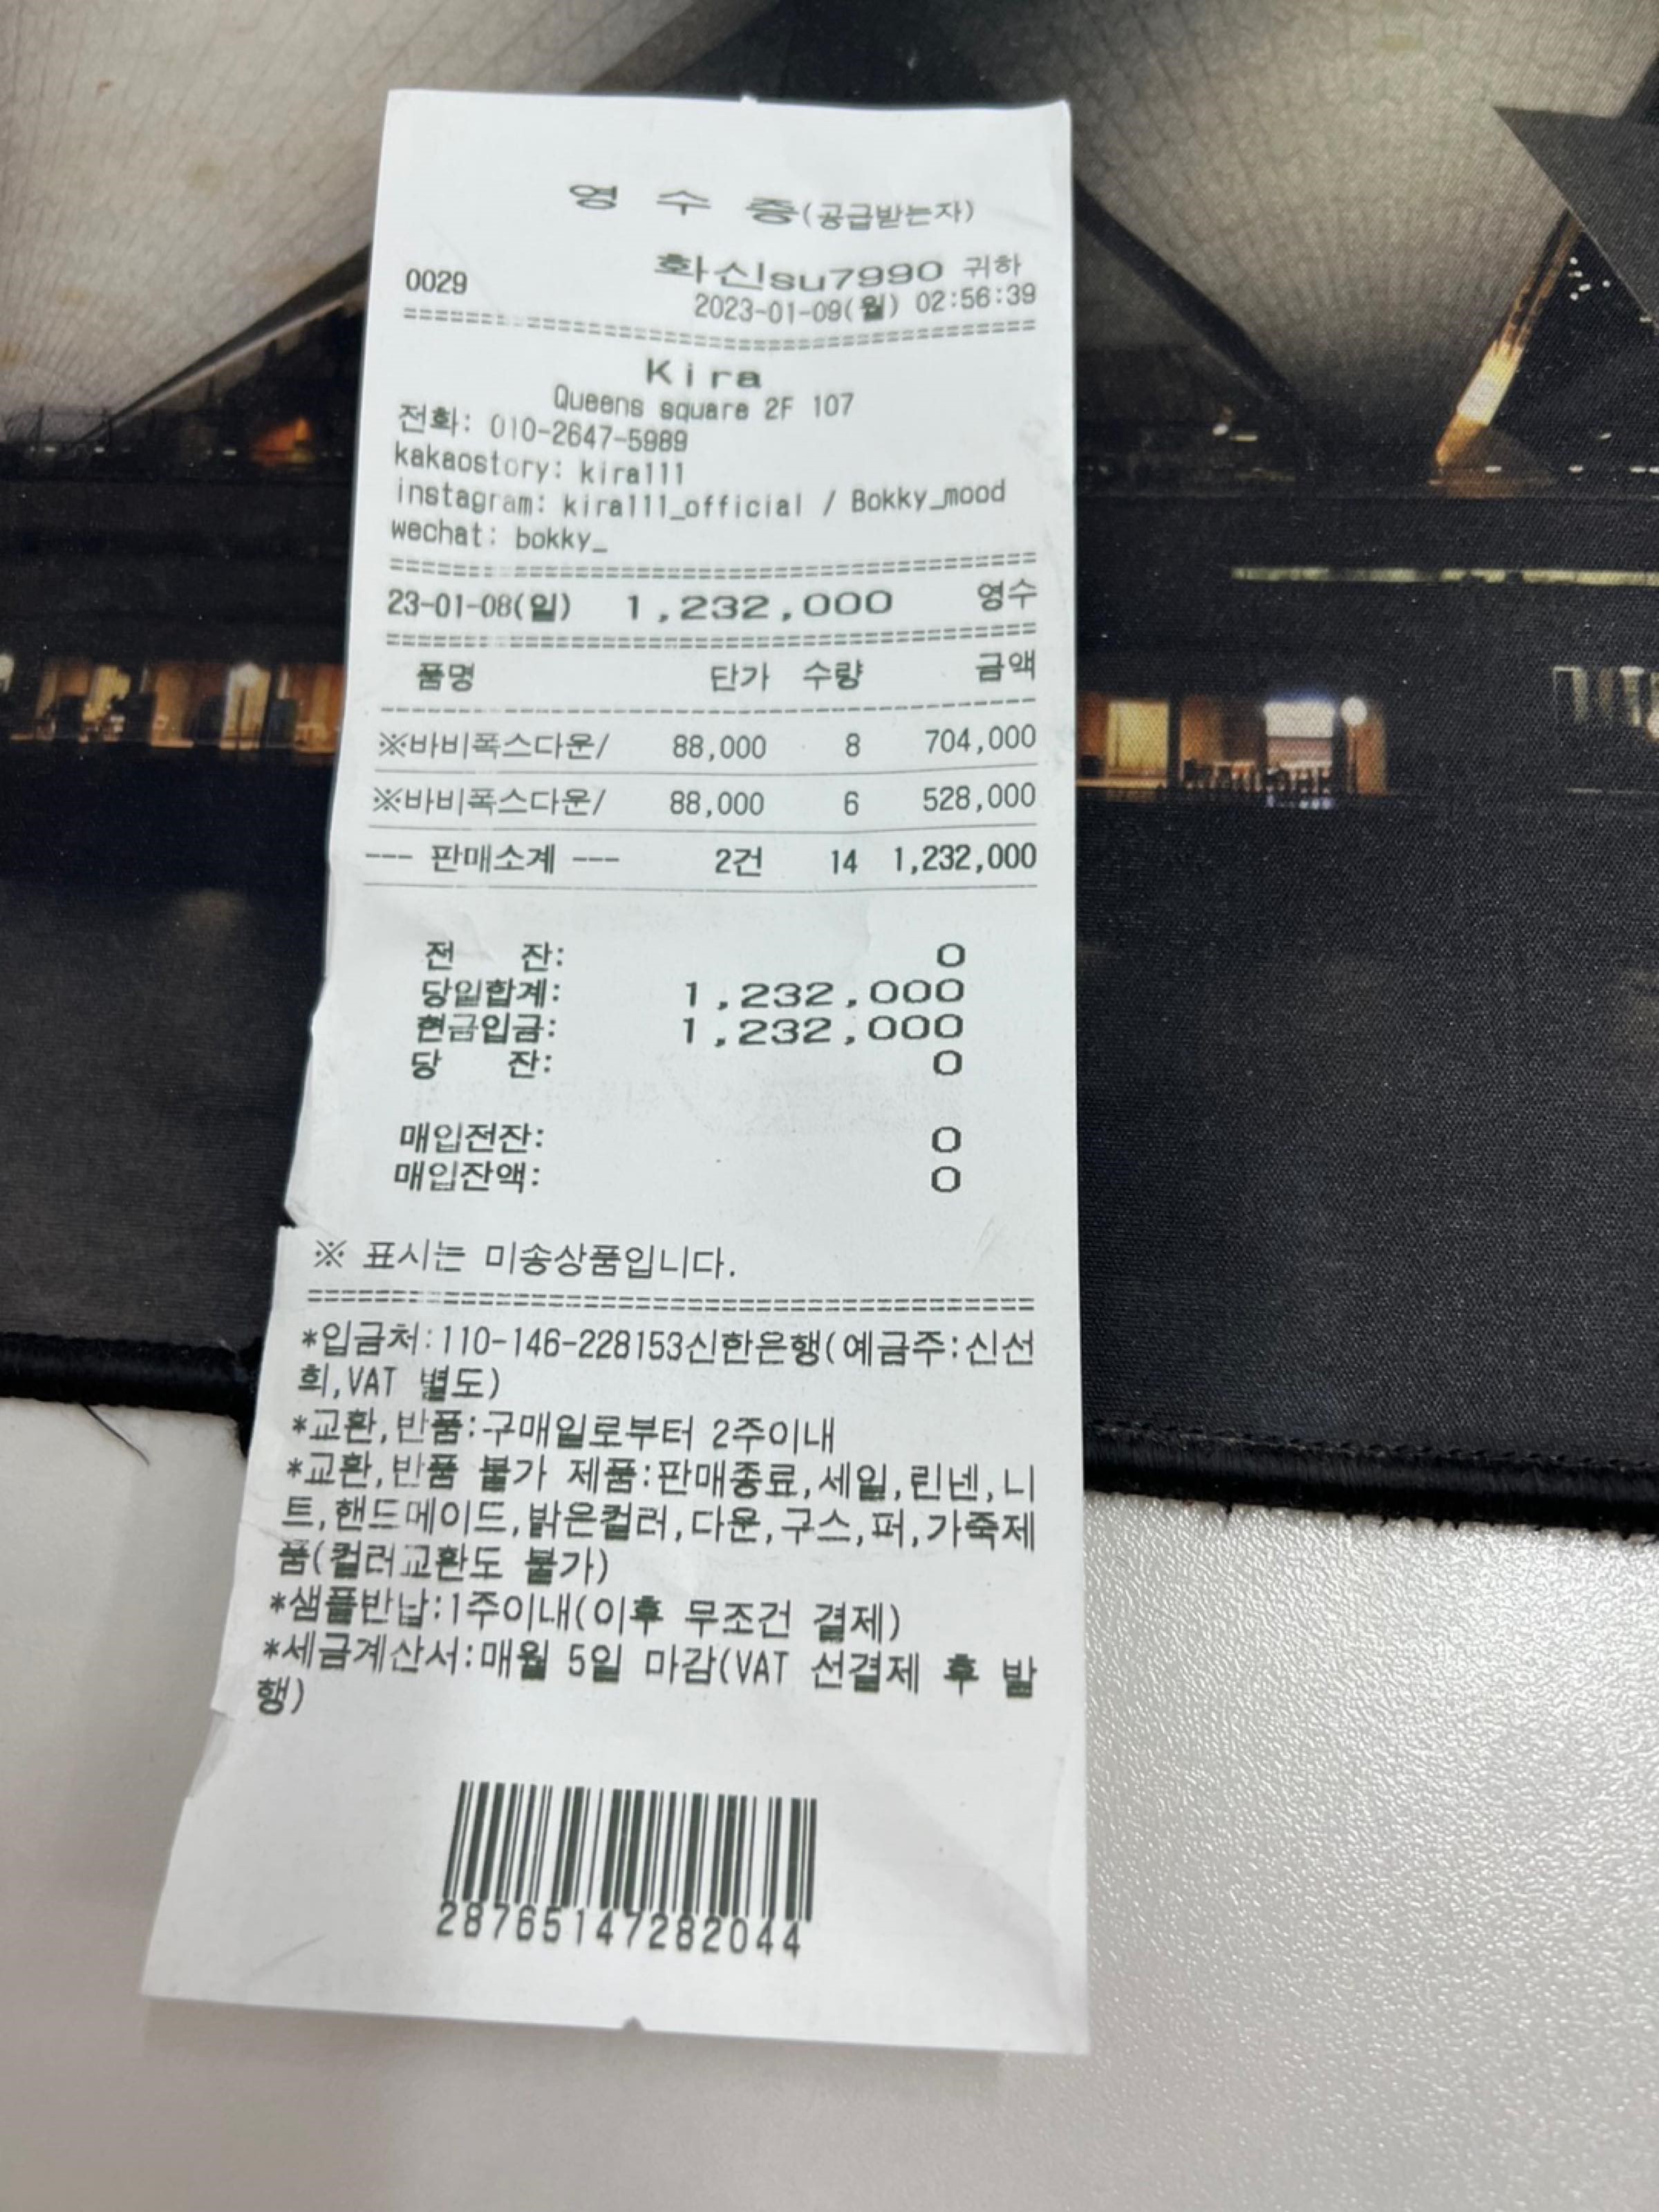 영 수 증(공급받는자)
0029 화신su7990 귀하
2023-01-09(월) 02:56:39
========================================
Kira
Queens square 2F 107
전화: 010-2647-5989
kakaostory: kira111
instagram: kira111_official / Bokky_mood
wechat: bokky_
========================================
23-01-08(일) 1,232,000 영수
========================================
품명 단가 수량 금액
----------------------------------------
※바비폭스다운/ 88,000 8 704,000
※바비폭스다운/ 88,000 6 528,000
--- 판매소계 --- 2건 14 1,232,000
전 잔: 0
당일합계: 1,232,000
현금입금: 1,232,000
당 잔: 0
매입전잔: 0
매입잔액: 0
※ 표시는 미송상품입니다.
========================================
*입금처:110-146-228153신한은행(예금주:신선
희,VAT 별도)
*교환,반품:구매일로부터 2주이내
*교환,반품 불가 제품:판매종료,세일,린넨,니
트,핸드메이드,밝은컬러,다운,구스,퍼,가죽제
품(컬러교환도 불가)
*샘플반납:1주이내(이후 무조건 결제)
*세금계산서:매월 5일 마감(VAT 선결제 후 발
행)
28765147282044